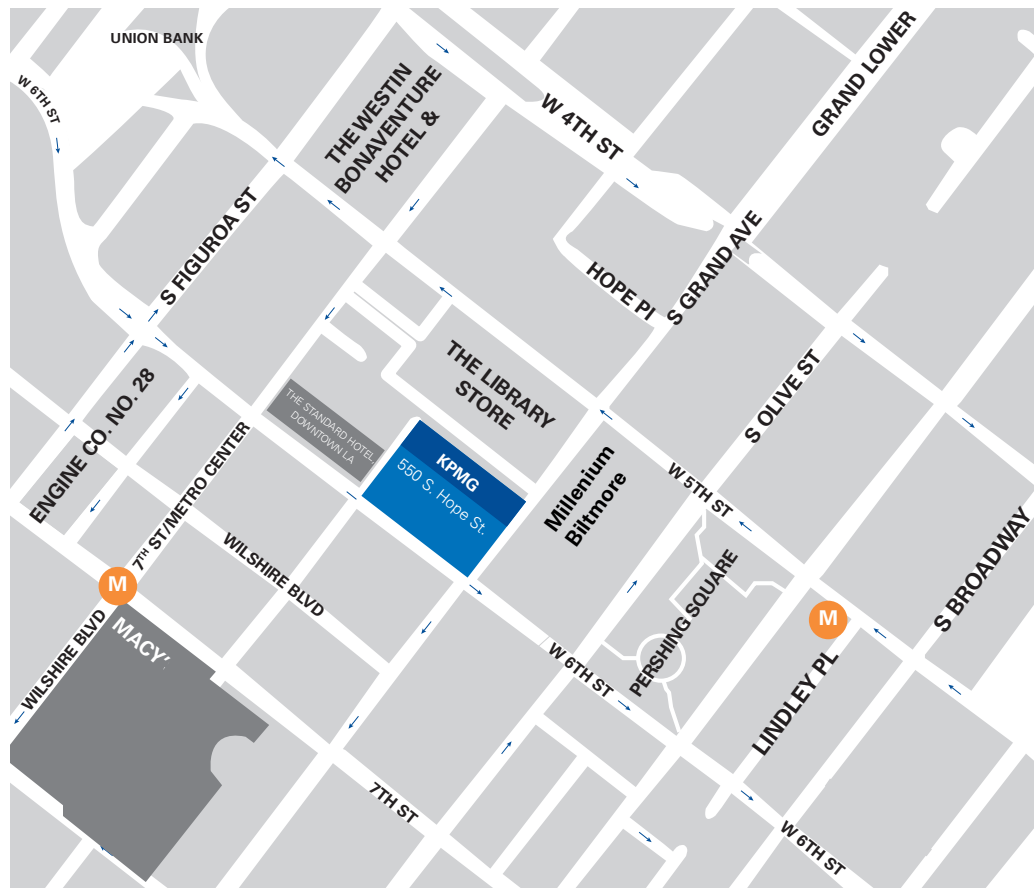 UNION BANK
W 6TH ST
THE WESTIN
BONAVENTURE
HOTEL &
W 4TH ST
GRAND LOWER
S FIGUROA ST
HOPE Pl
S GRAND AVE
THE LIBRARY
STORE
S OLIVE ST
ENGINE CO. NO. 28
7TH ST/METRO CENTER
THE STANDARD HOTEL,
DOWNTOWN LA
KPMG
550 S. Hope St.
Millenium
Biltmore
W 5TH ST
S BROADWAY
WILSHIRE BLVD
M
WILSHIRE BLVD
MACY'
PERSHING SQUARE
M
W 6TH ST
LINDLEY PL
7TH ST
W 6TH ST